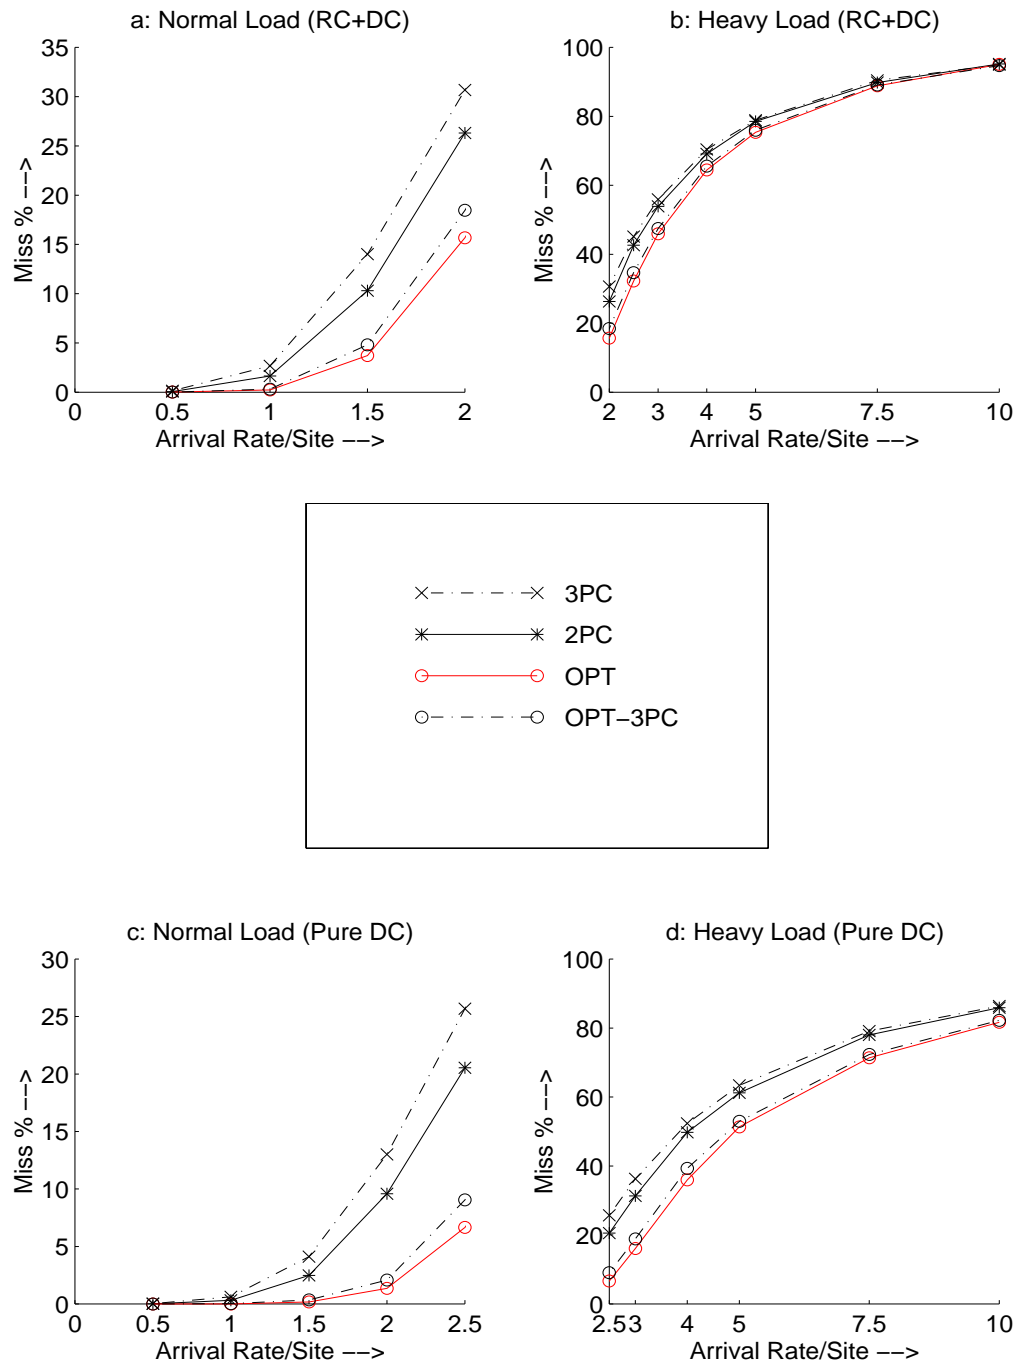 a: Normal Load (RC+DC)
35
30
25
20
15
10
5
0
Miss % −−>
0 0.5 1 1.5 2
Arrival Rate/Site −−>
b: Heavy Load (RC+DC)
100
80
60
40
20
0
Miss % −−>
2 3 4 5 7.5 10
Arrival Rate/Site −−>
3PC
2PC
OPT
OPT−3PC
c: Normal Load (Pure DC)
30
25
20
15
10
5
0
Miss % −−>
0 0.5 1 1.5 2 2.5
Arrival Rate/Site −−>
d: Heavy Load (Pure DC)
100
80
60
40
20
0
Miss % −−>
2.5 3 4 5 7.5 10
Arrival Rate/Site −−>